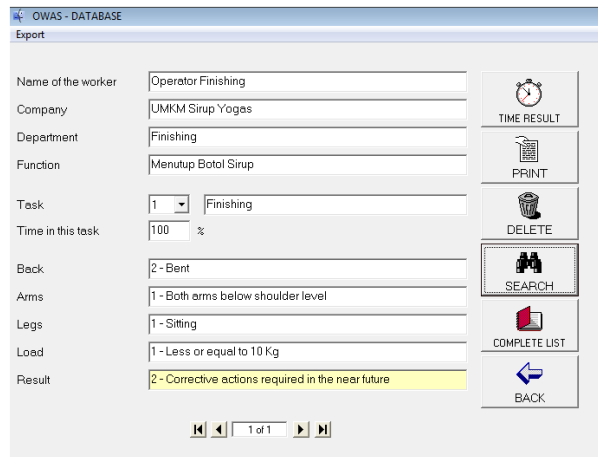 OWAS - DATABASE
Export
Name of the worker Operator Finishing
Company UMKM Sirup Yogas
Department Finishing
Function Menutup Botol Sirup
Task 1 Finishing
Time in this task 100 %
Back 2 - Bent
Arms 1 - Both arms below shoulder level
Legs 1 - Sitting
Load 1 - Less or equal to 10 Kg
Result 2 - Corrective actions required in the near future
1 of 1
TIME RESULT
PRINT
DELETE
SEARCH
COMPLETE LIST
BACK